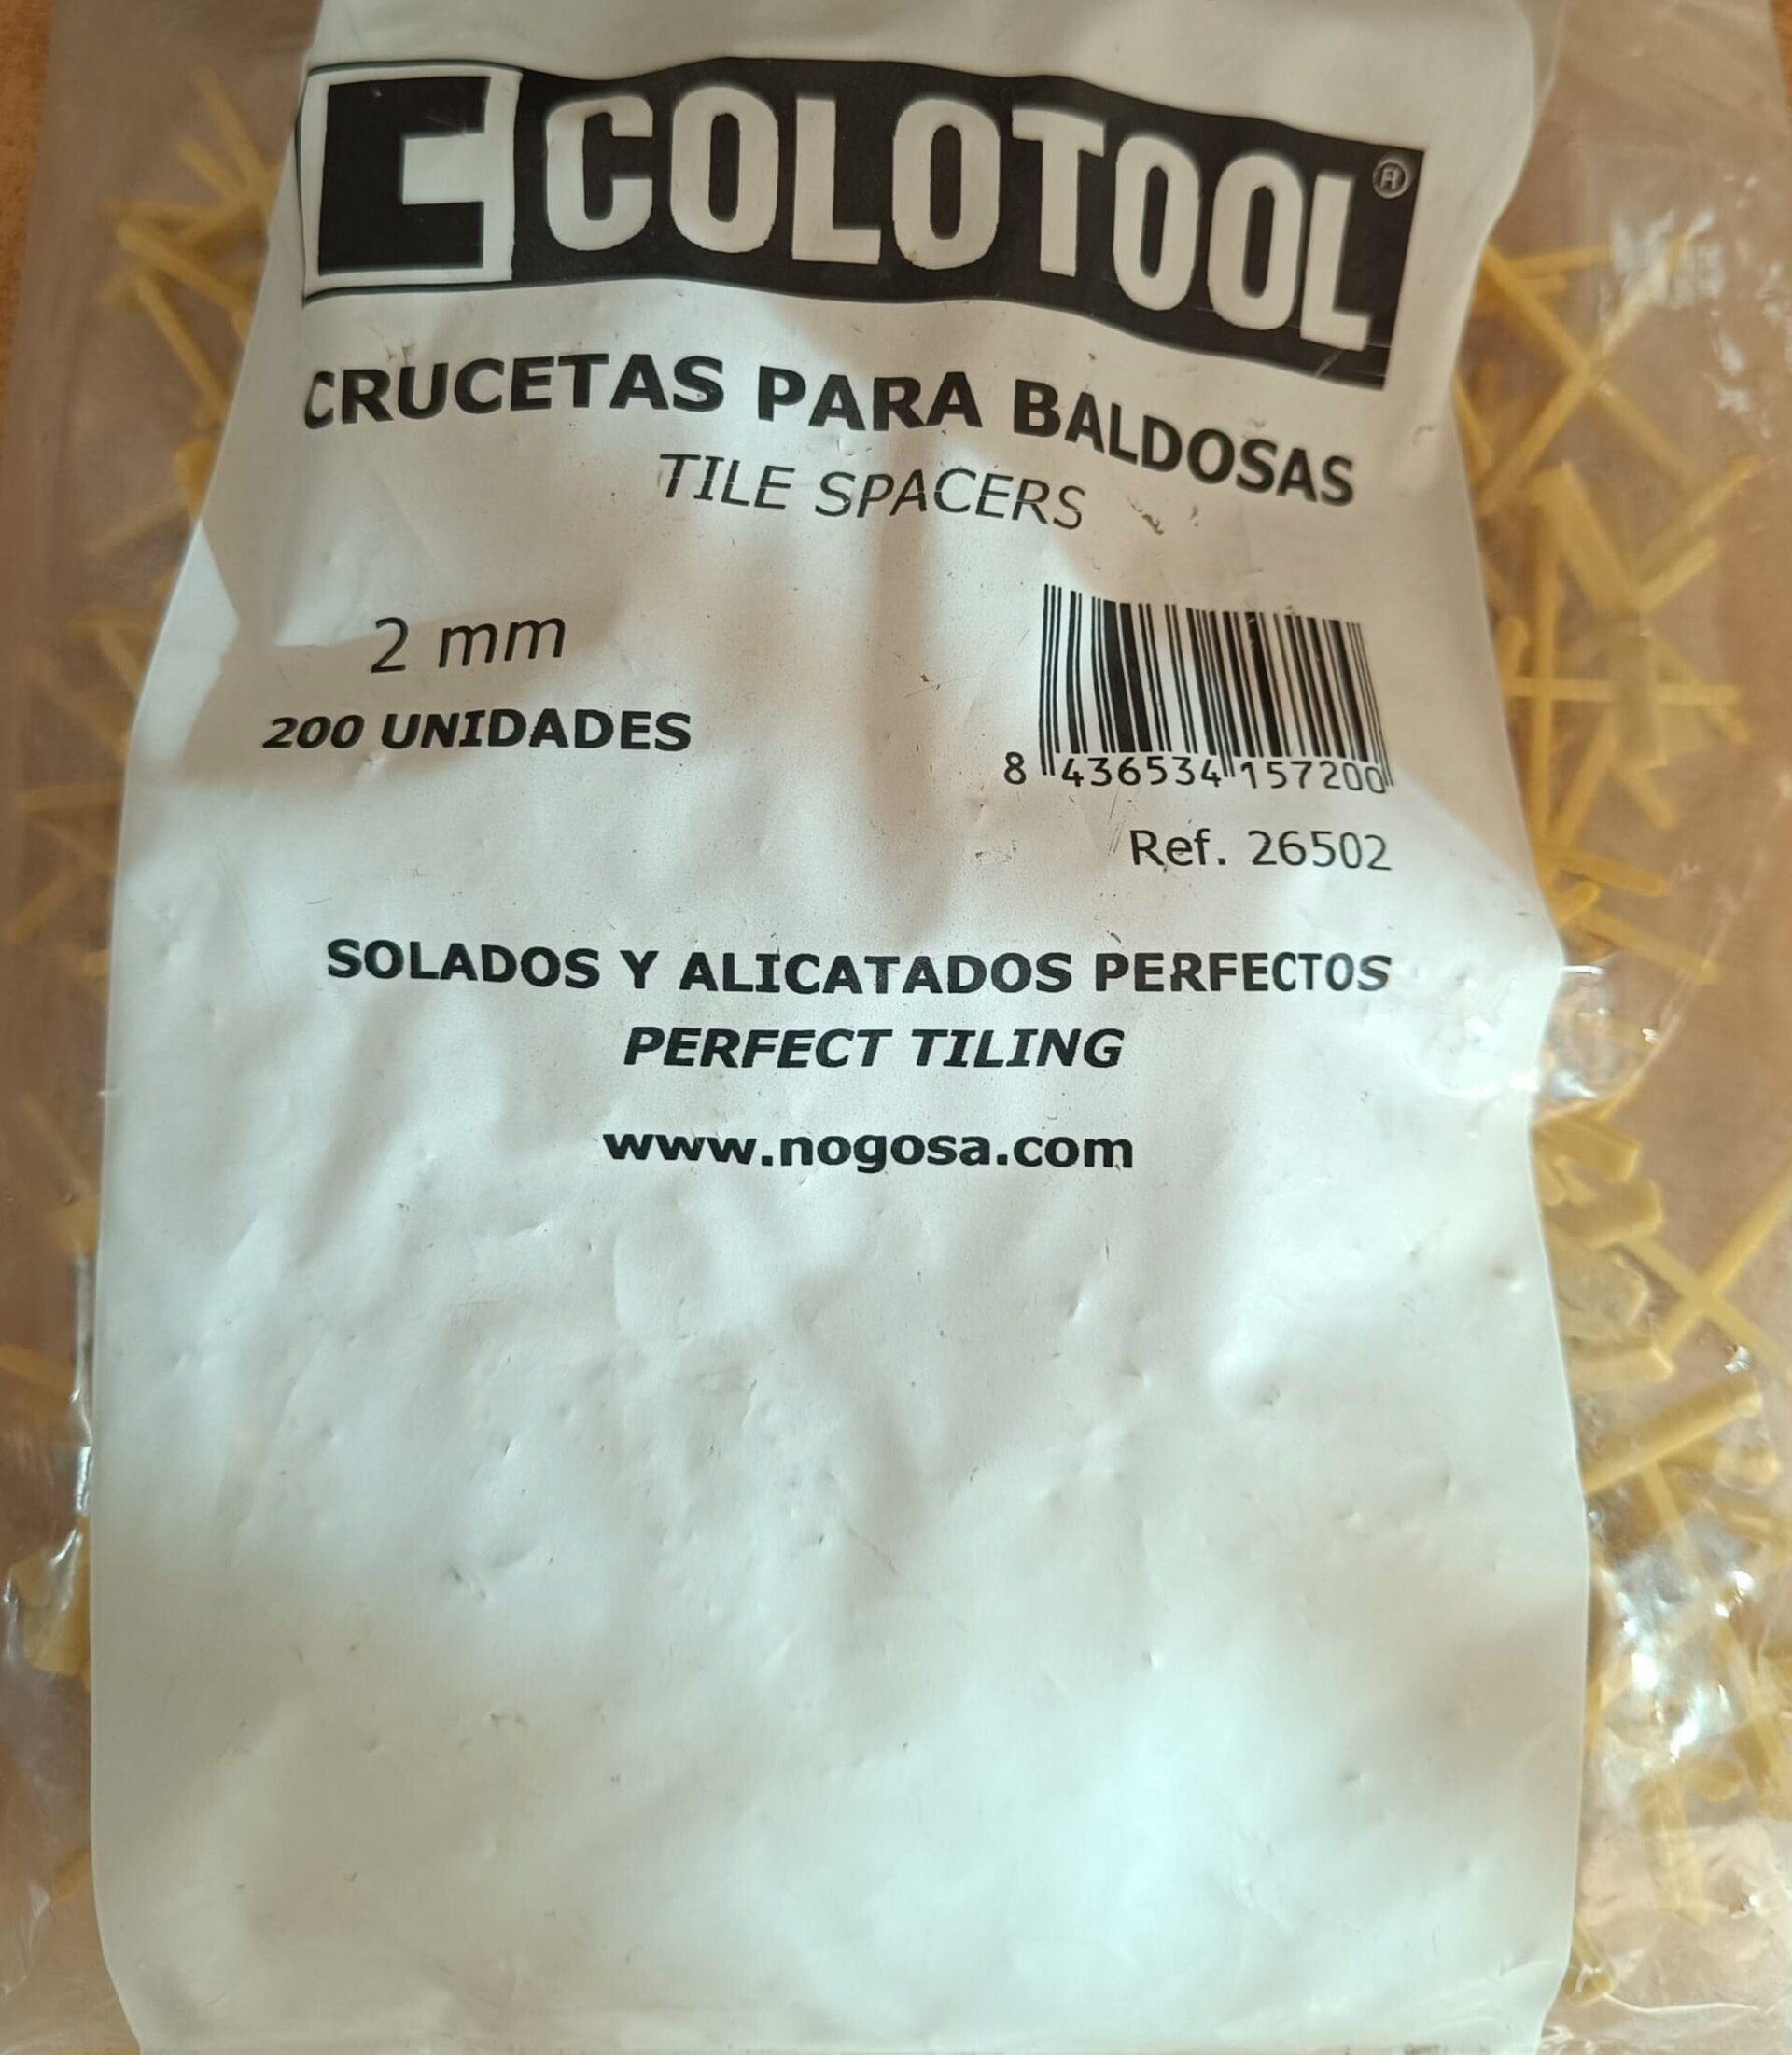 COLOTOOL®
CRUCETAS PARA BALDOSAS
TILE SPACERS
2 mm
200 UNIDADES
8 436534 157200
Ref. 26502
SOLADOS Y ALICATADOS PERFECTOS
PERFECT TILING
www.nogosa.com